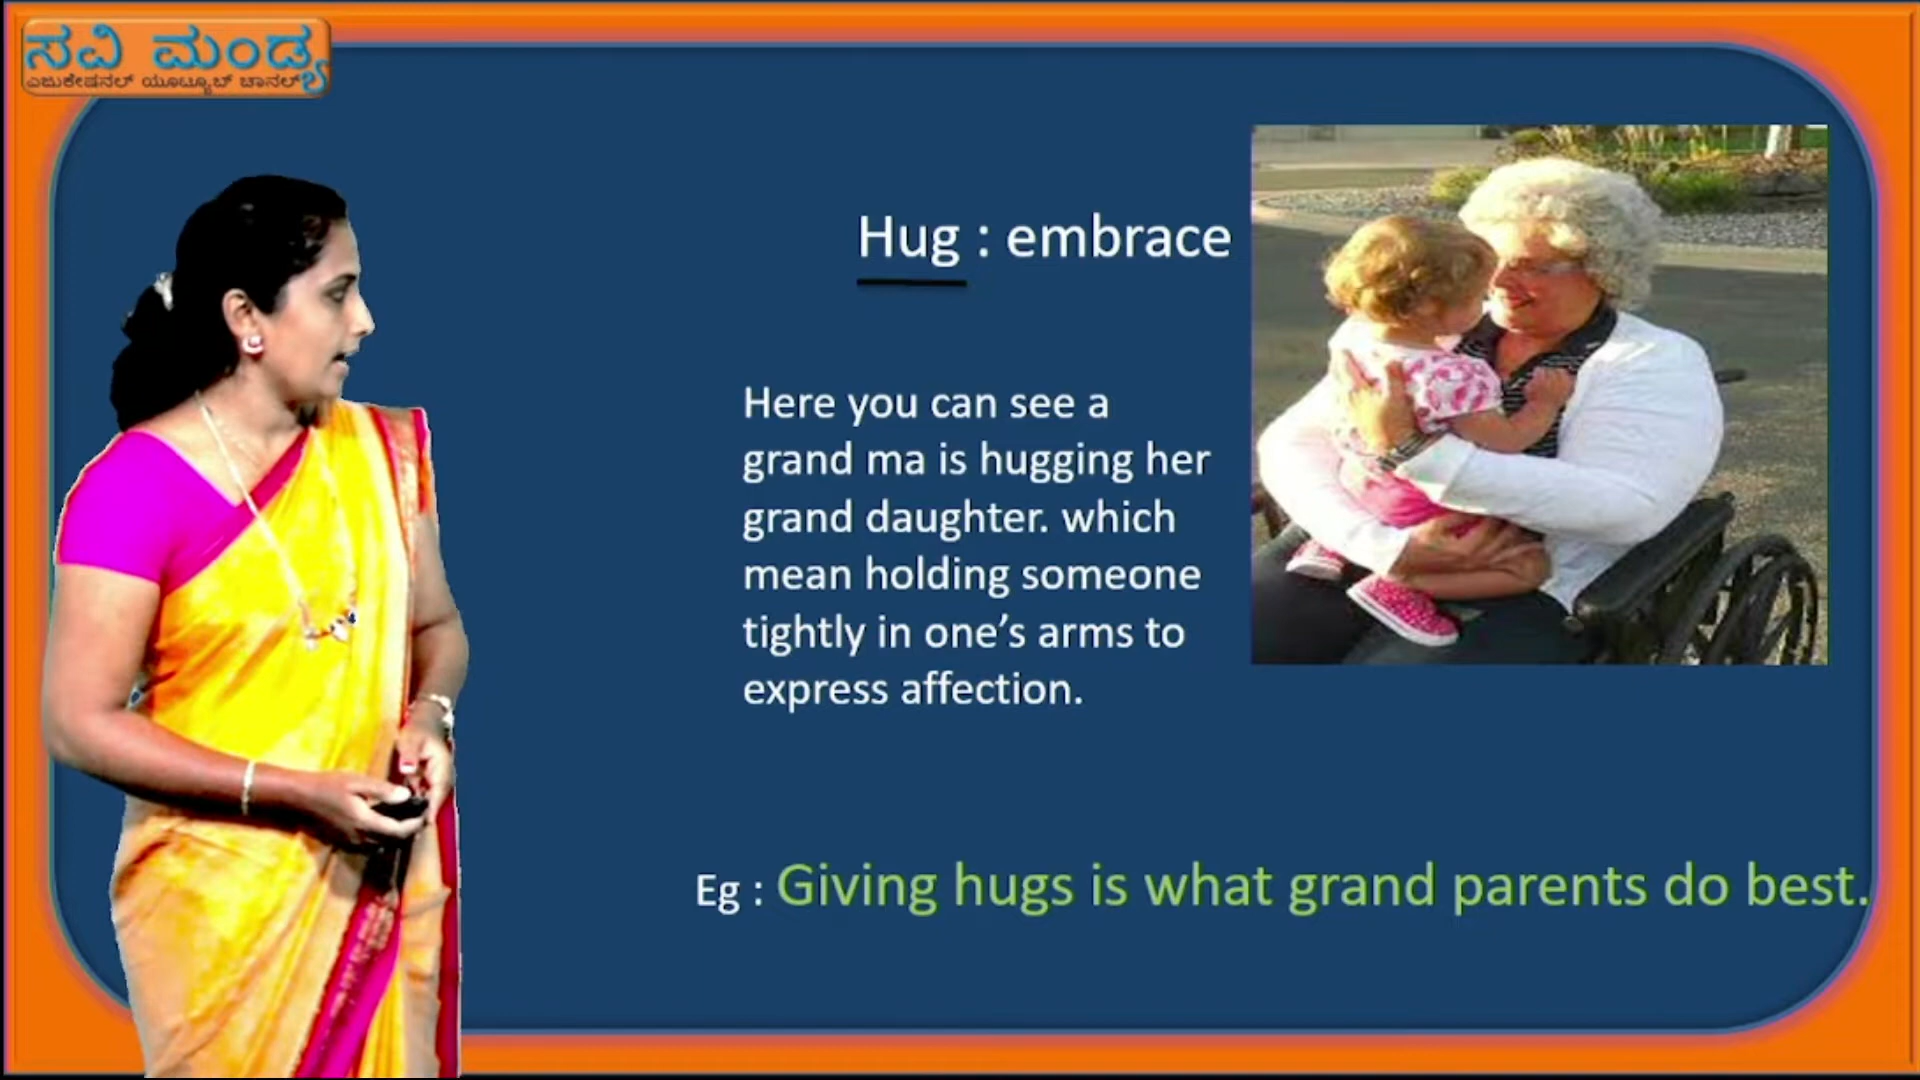 ಸವಿ ಮಂಡ್ಯ
ಎಜುಕೇಷನಲ್ ಯೂಟ್ಯೂಬ್ ಚಾನಲ್
Hug : embrace
Here you can see a
grand ma is hugging her
grand daughter. which
mean holding someone
tightly in one’s arms to
express affection.
Eg : Giving hugs is what grand parents do best.